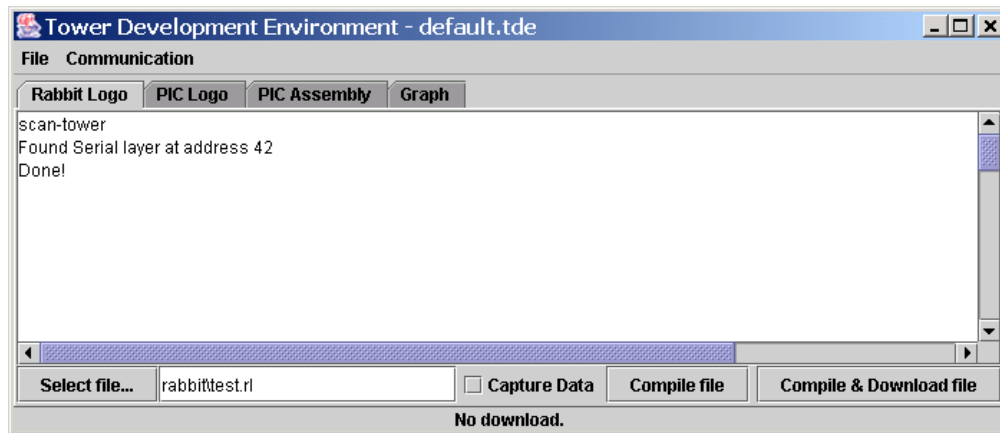 Tower Development Environment - default.tde
File Communication
Rabbit Logo PIC Logo PIC Assembly Graph
scan-tower
Found Serial layer at address 42
Done!
Select file... rabbit\test.rl Capture Data Compile file Compile & Download file
No download.